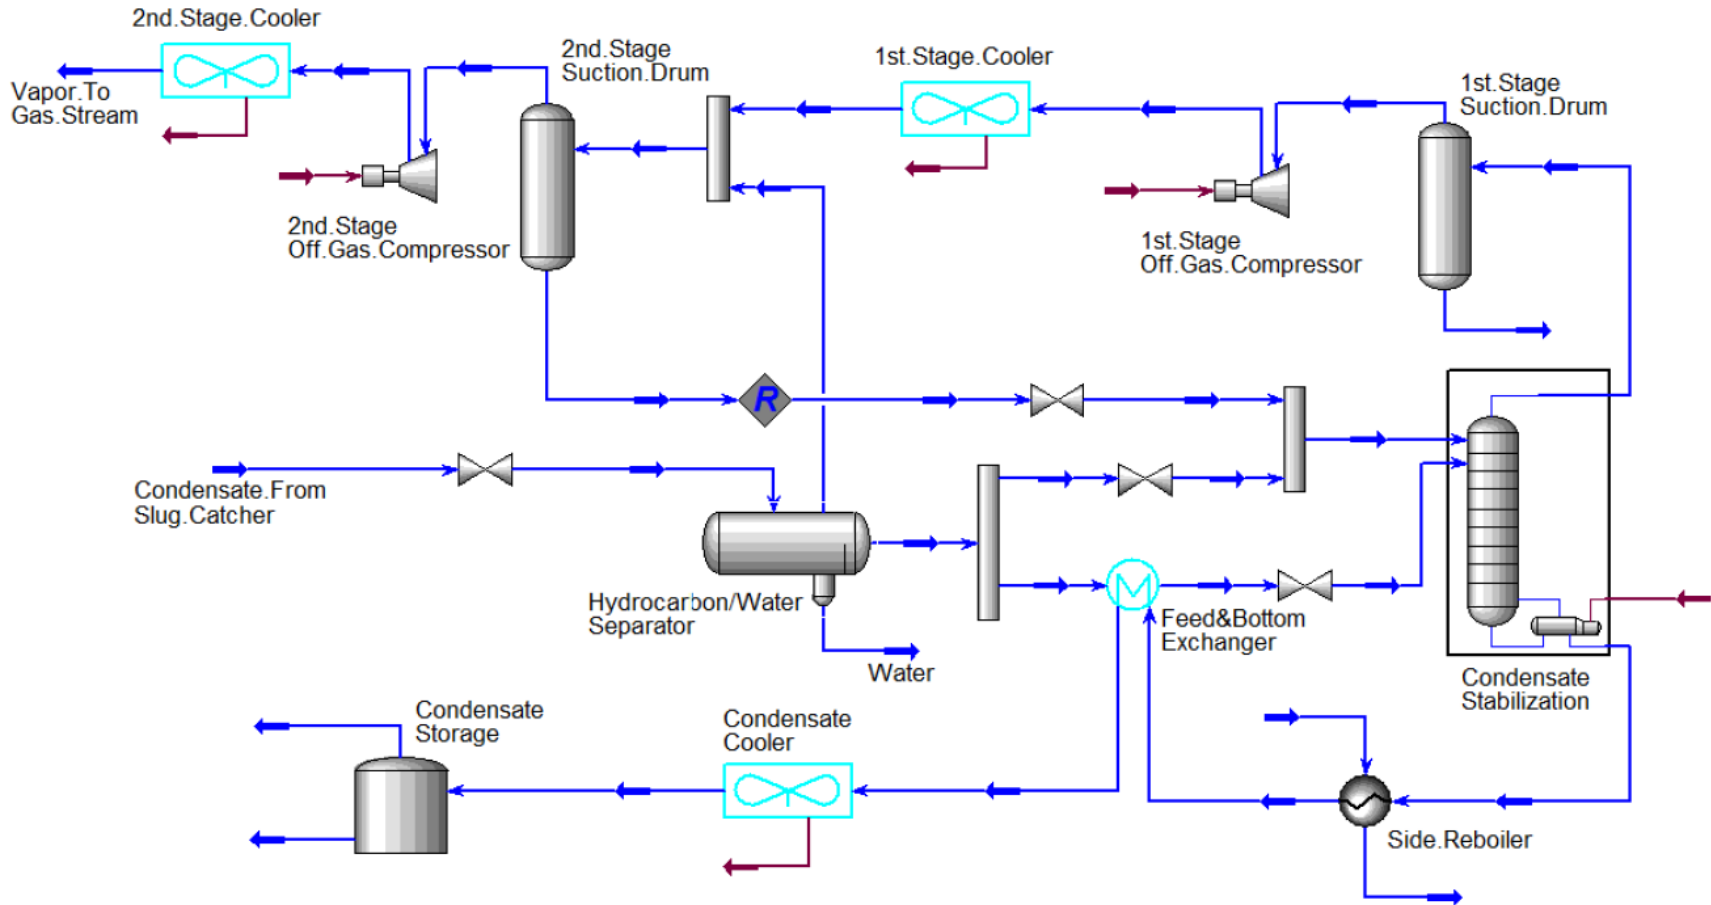 2nd.Stage.Cooler
Vapor.To
Gas.Stream
2nd.Stage
Suction.Drum
1st.Stage.Cooler
1st.Stage
Suction.Drum
2nd.Stage
Off.Gas.Compressor
1st.Stage
Off.Gas.Compressor
R
Condensate.From
Slug.Catcher
Hydrocarbon/Water
Separator
Water
M
Feed&Bottom
Exchanger
Condensate
Stabilization
Condensate
Storage
Condensate
Cooler
Side.Reboiler